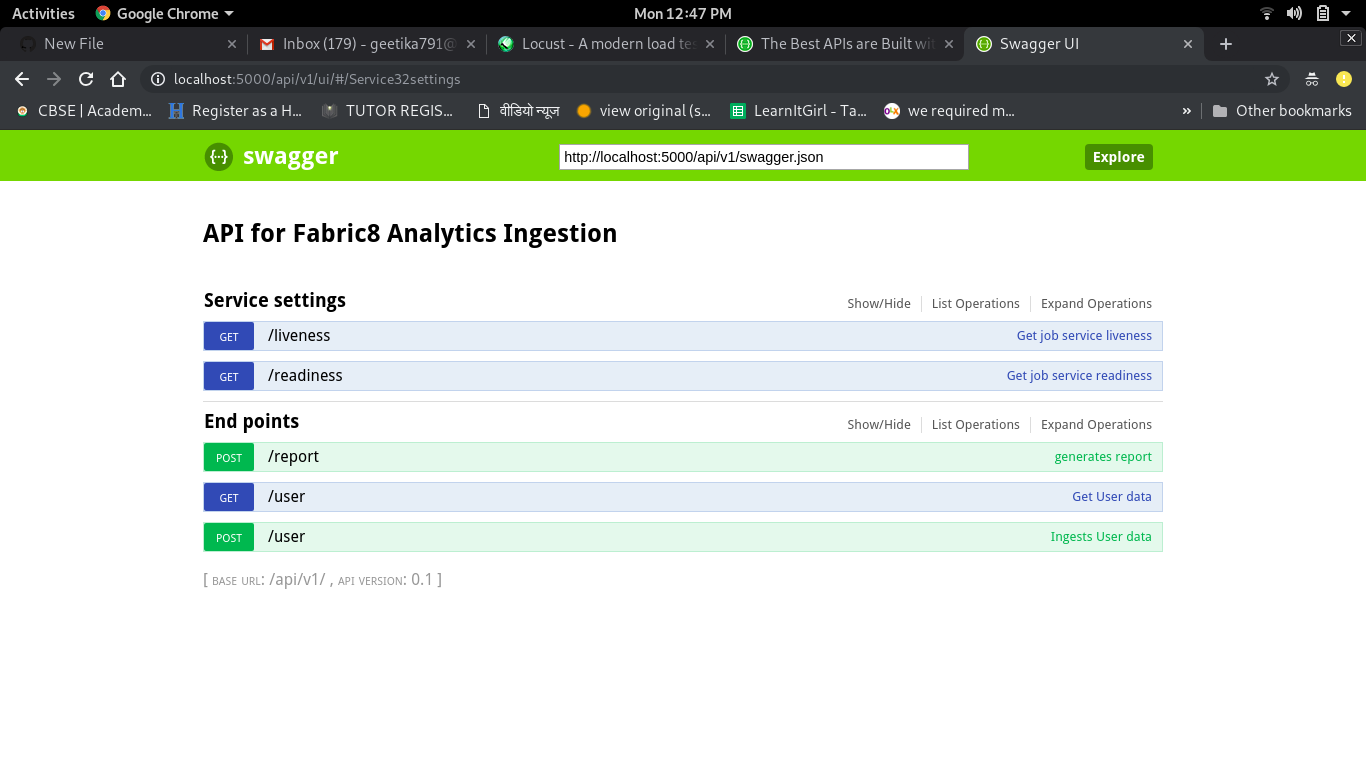 Activities Google Chrome Mon 12:47 PM
New File Inbox (179) - geetika791@ Locust - A modern load tes The Best APIs are Built wit Swagger UI
localhost:5000/api/v1/ui/#/Service32settings
CBSE | Academ... Register as a H... TUTOR REGIS... वीडियो न्यूज view original (s... LearnItGirl - Ta... we required m... » Other bookmarks
{··} swagger http://localhost:5000/api/v1/swagger.json Explore
API for Fabric8 Analytics Ingestion
Service settings Show/Hide List Operations Expand Operations
GET /liveness Get job service liveness
GET /readiness Get job service readiness
End points Show/Hide List Operations Expand Operations
POST /report generates report
GET /user Get User data
POST /user Ingests User data
[ BASE URL: /api/v1/ , API VERSION: 0.1 ]